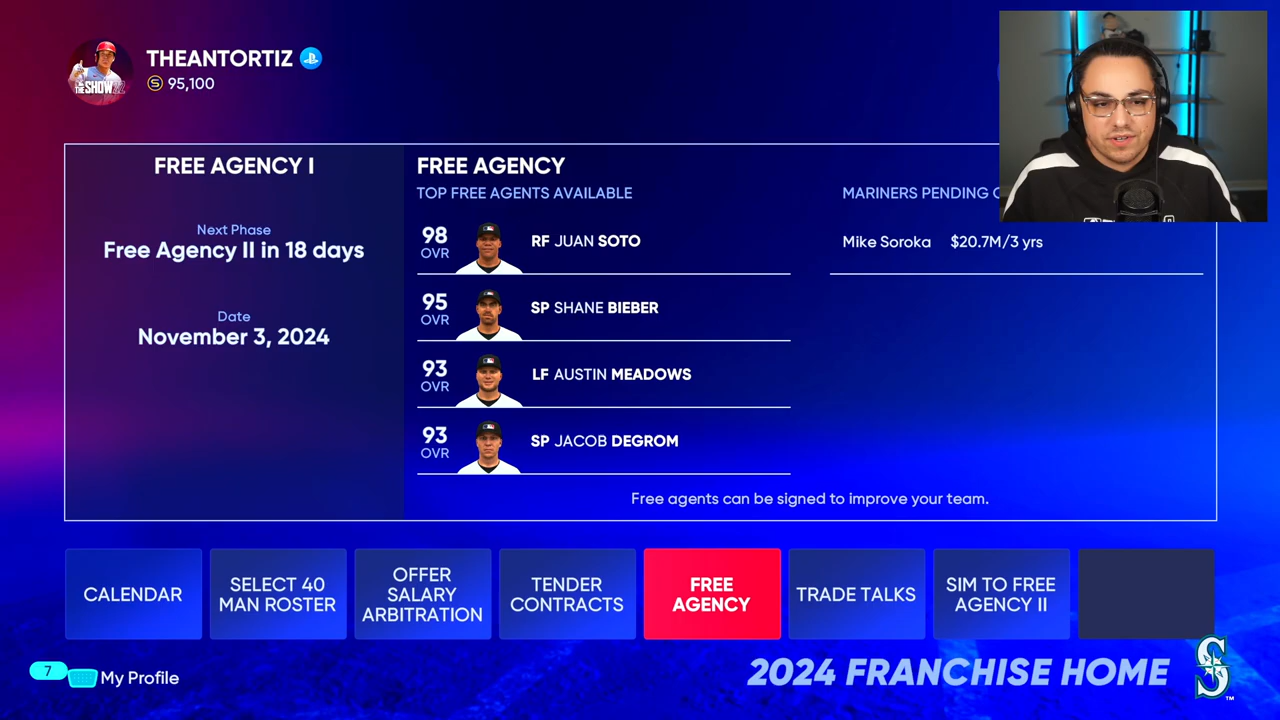 THEANTORTIZ
95,100
THE SHOW 22
FREE AGENCY I
Next Phase
Free Agency II in 18 days
Date
November 3, 2024
FREE AGENCY
TOP FREE AGENTS AVAILABLE
98 OVR RF JUAN SOTO
95 OVR SP SHANE BIEBER
93 OVR LF AUSTIN MEADOWS
93 OVR SP JACOB DEGROM
MARINERS PENDING
Mike Soroka $20.7M/3 yrs
Free agents can be signed to improve your team.
CALENDAR
SELECT 40
MAN ROSTER
OFFER
SALARY
ARBITRATION
TENDER
CONTRACTS
FREE
AGENCY
TRADE TALKS
SIM TO FREE
AGENCY II
7 My Profile
2024 FRANCHISE HOME
S
TM